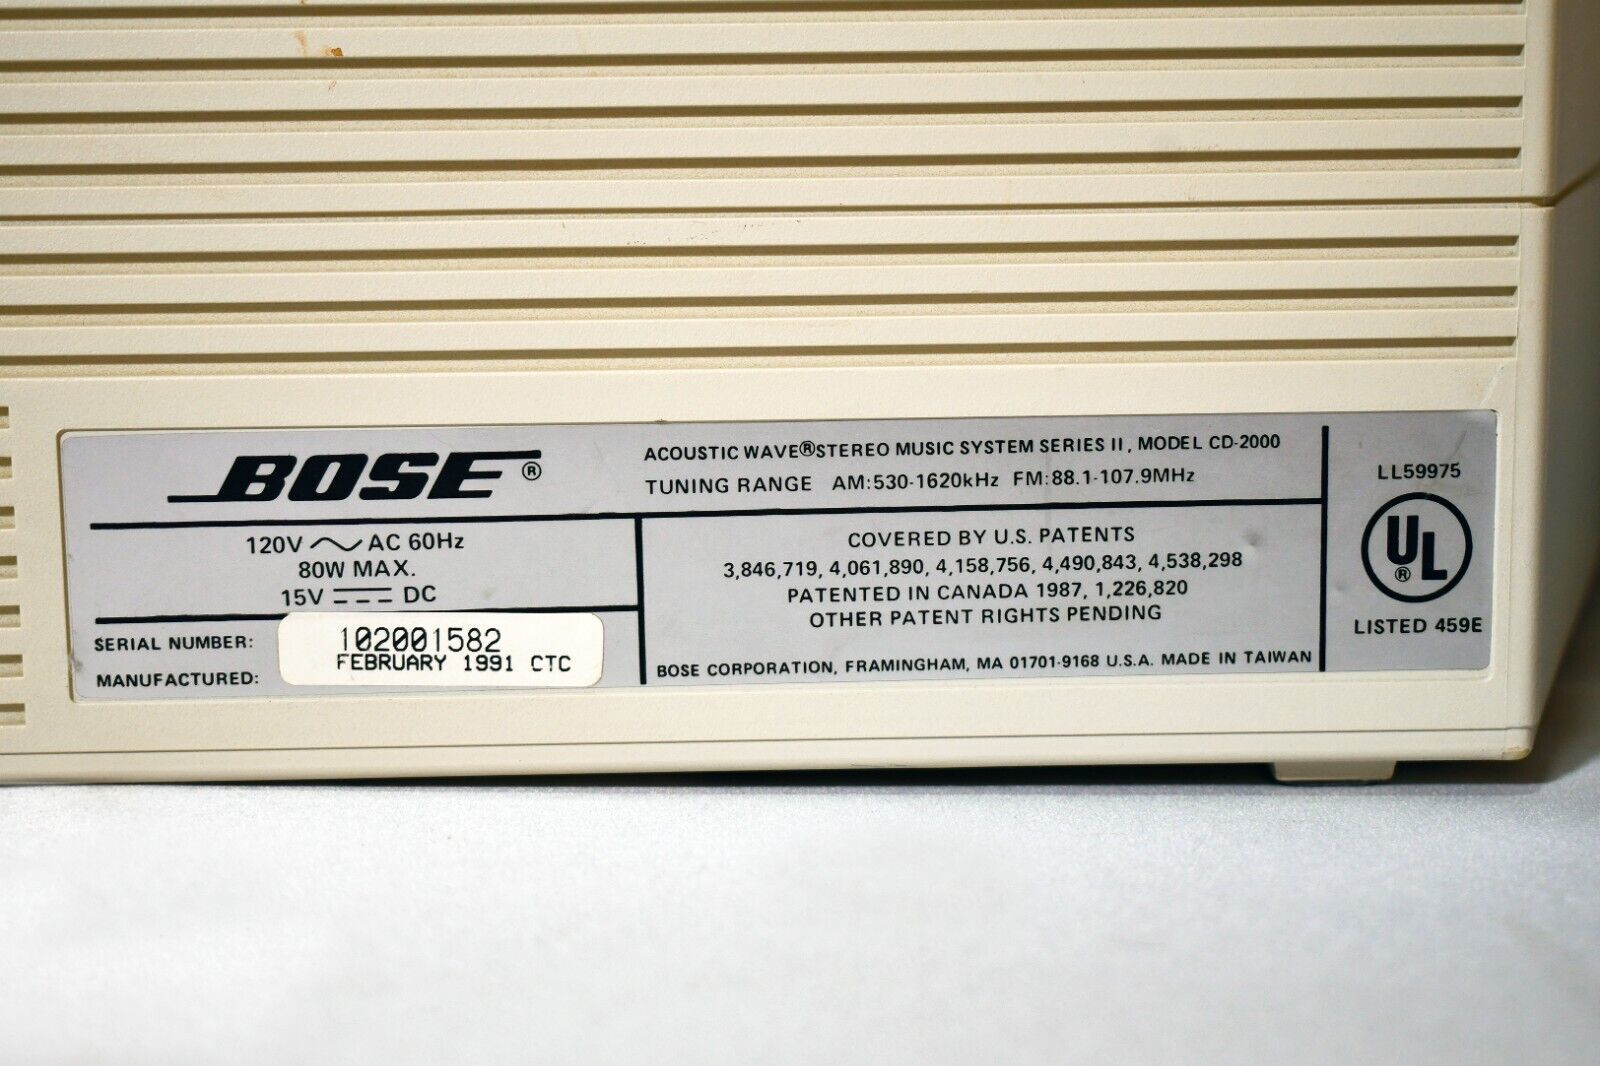 BOSE®
ACOUSTIC WAVE® STEREO MUSIC SYSTEM SERIES II, MODEL CD-2000
TUNING RANGE AM:530-1620kHz FM:88.1-107.9MHz
120V ~ AC 60Hz
80W MAX.
15V ⎓ DC
SERIAL NUMBER: 102001582
MANUFACTURED: FEBRUARY 1991 CTC
COVERED BY U.S. PATENTS
3,846,719, 4,061,890, 4,158,756, 4,490,843, 4,538,298
PATENTED IN CANADA 1987, 1,226,820
OTHER PATENT RIGHTS PENDING
BOSE CORPORATION, FRAMINGHAM, MA 01701-9168 U.S.A. MADE IN TAIWAN
LL59975
UL®
LISTED 459E